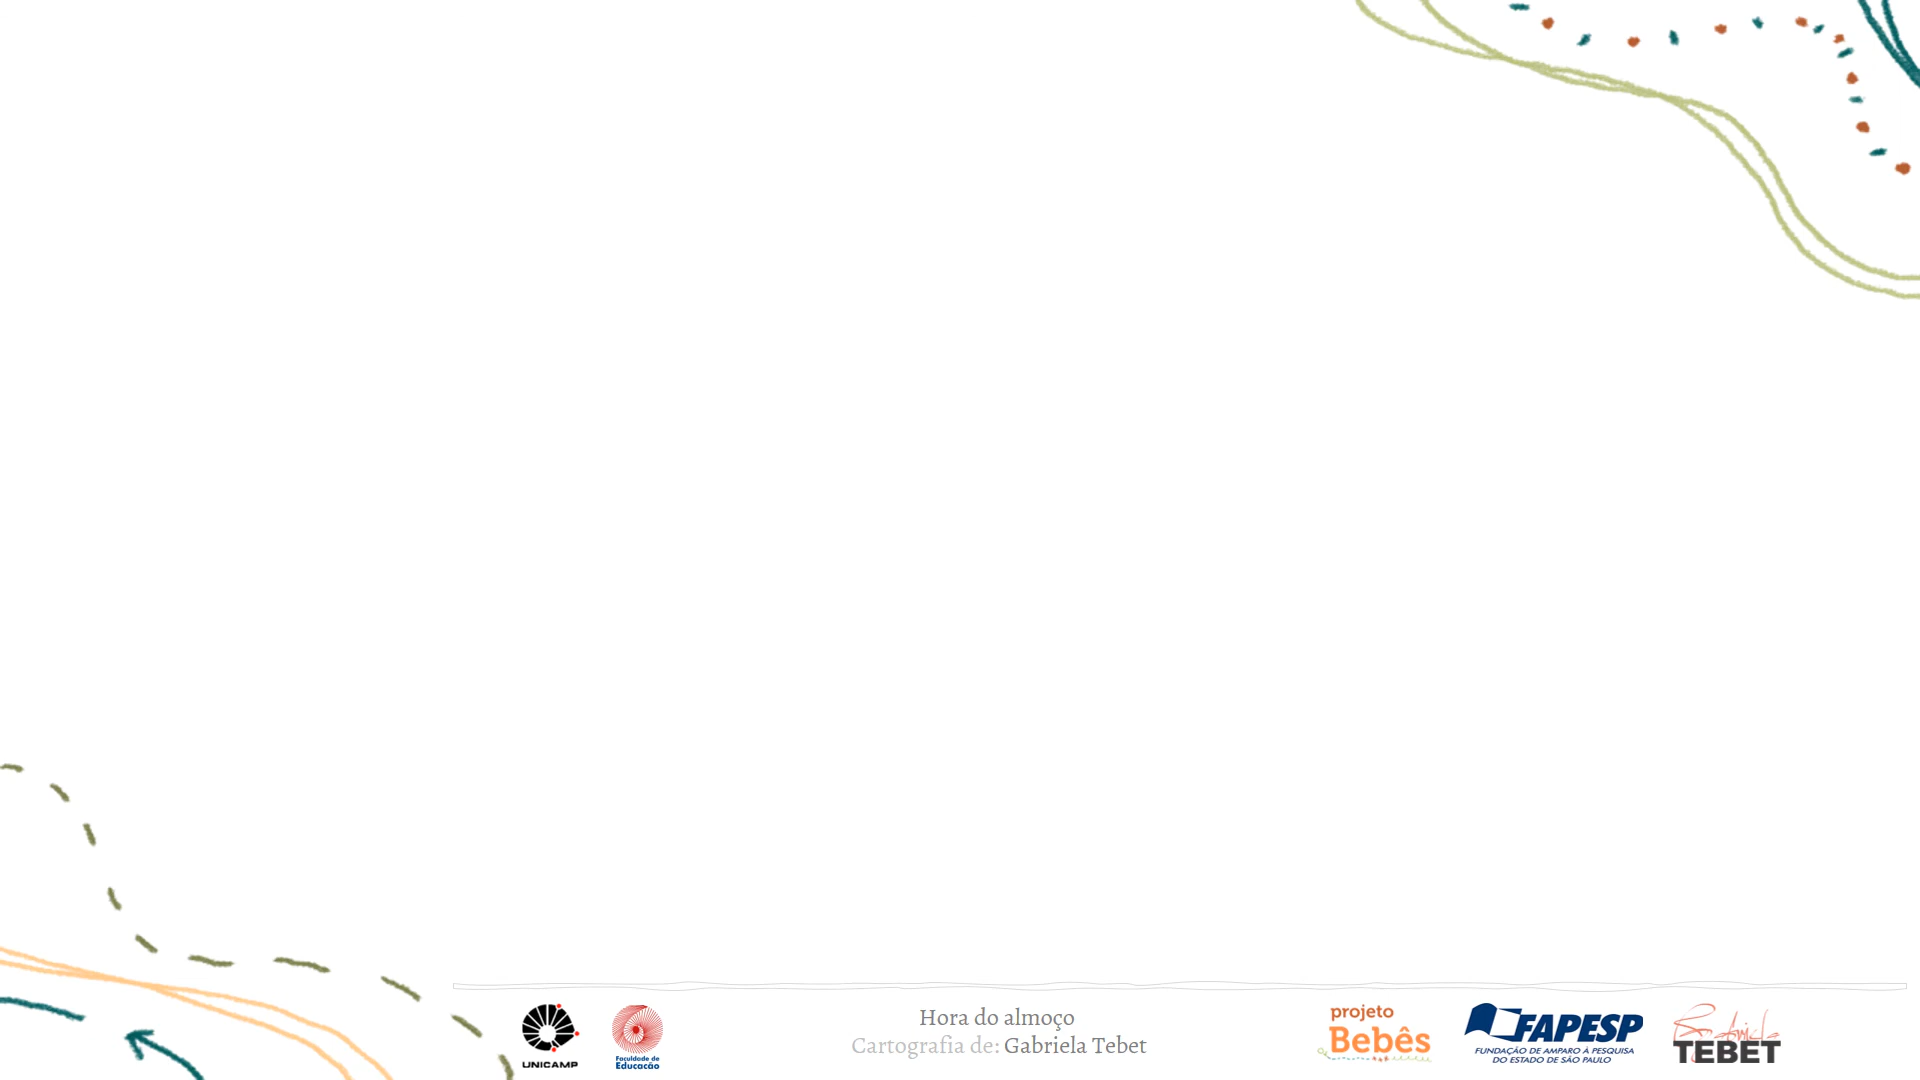 UNICAMP
Faculdade de
Educação
Hora do almoço
Cartografia de: Gabriela Tebet
projeto
Bebês
FAPESP
FUNDAÇÃO DE AMPARO À PESQUISA
DO ESTADO DE SÃO PAULO
Gabriela
TEBET